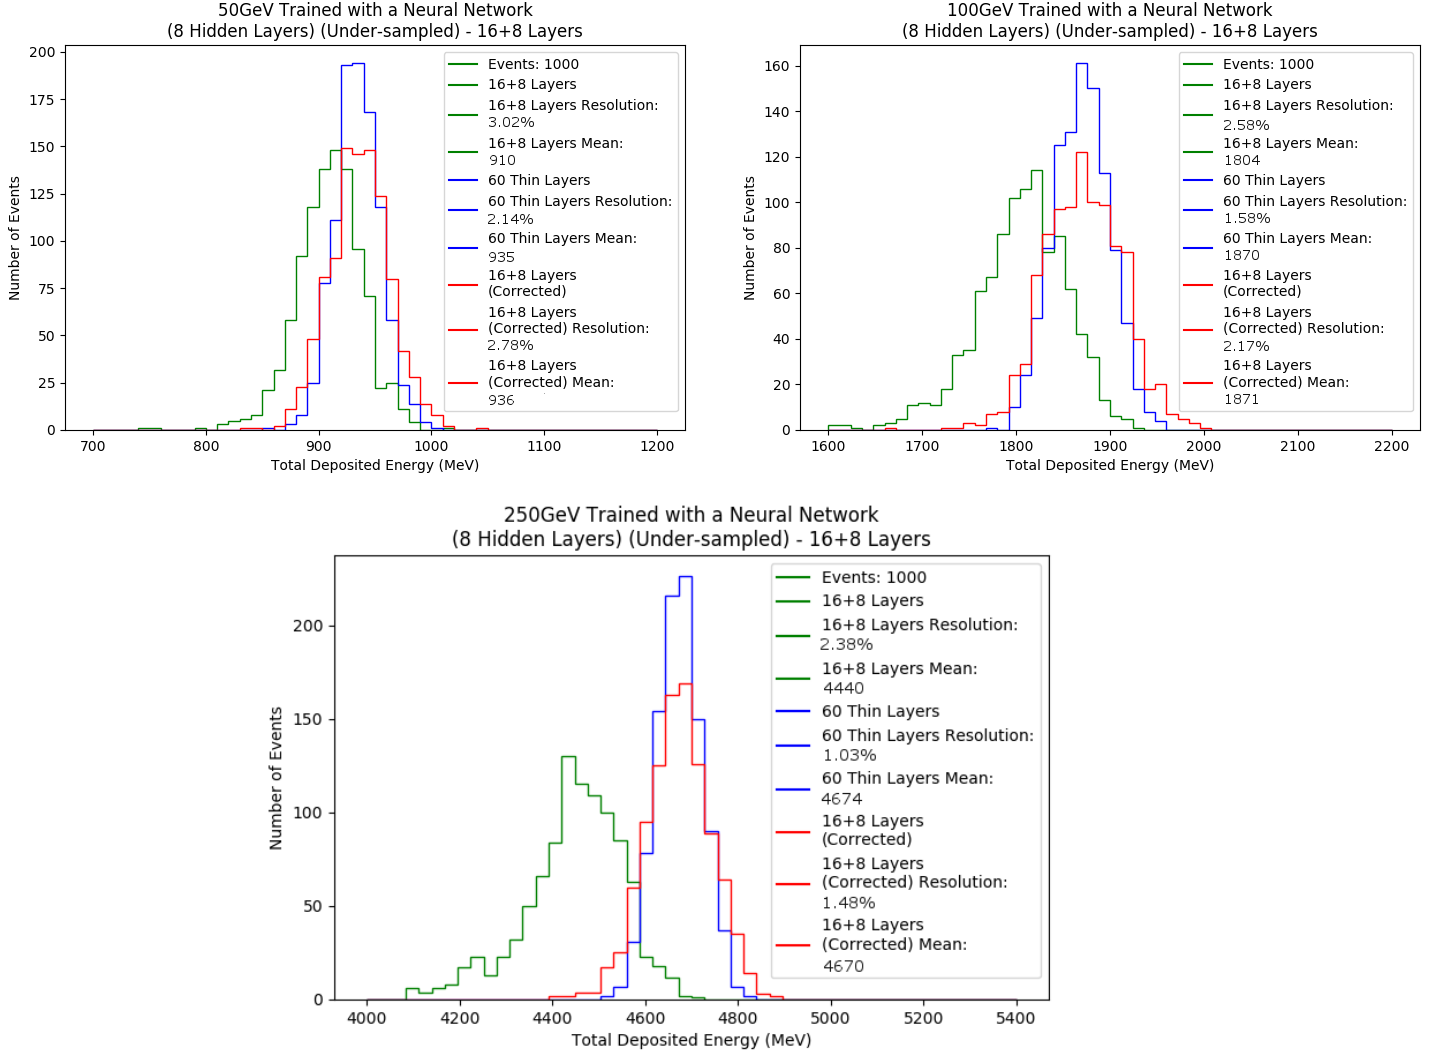 50GeV Trained with a Neural Network
(8 Hidden Layers) (Under-sampled) - 16+8 Layers
200
175
150
125
100
75
50
25
0
Number of Events
700
800
900
1000
1100
1200
Total Deposited Energy (MeV)
Events: 1000
16+8 Layers
16+8 Layers Resolution:
3.02%
16+8 Layers Mean:
910
60 Thin Layers
60 Thin Layers Resolution:
2.14%
60 Thin Layers Mean:
935
16+8 Layers
(Corrected)
16+8 Layers
(Corrected) Resolution:
2.78%
16+8 Layers
(Corrected) Mean:
936
100GeV Trained with a Neural Network
(8 Hidden Layers) (Under-sampled) - 16+8 Layers
160
140
120
100
80
60
40
20
0
Number of Events
1600
1700
1800
1900
2000
2100
2200
Total Deposited Energy (MeV)
Events: 1000
16+8 Layers
16+8 Layers Resolution:
2.58%
16+8 Layers Mean:
1804
60 Thin Layers
60 Thin Layers Resolution:
1.58%
60 Thin Layers Mean:
1870
16+8 Layers
(Corrected)
16+8 Layers
(Corrected) Resolution:
2.17%
16+8 Layers
(Corrected) Mean:
1871
250GeV Trained with a Neural Network
(8 Hidden Layers) (Under-sampled) - 16+8 Layers
200
150
100
50
0
Number of Events
4000
4200
4400
4600
4800
5000
5200
5400
Total Deposited Energy (MeV)
Events: 1000
16+8 Layers
16+8 Layers Resolution:
2.38%
16+8 Layers Mean:
4440
60 Thin Layers
60 Thin Layers Resolution:
1.03%
60 Thin Layers Mean:
4674
16+8 Layers
(Corrected)
16+8 Layers
(Corrected) Resolution:
1.48%
16+8 Layers
(Corrected) Mean:
4670